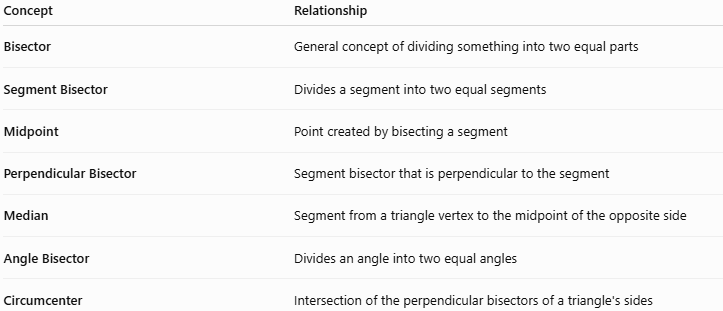 Concept Relationship
Bisector General concept of dividing something into two equal parts
Segment Bisector Divides a segment into two equal segments
Midpoint Point created by bisecting a segment
Perpendicular Bisector Segment bisector that is perpendicular to the segment
Median Segment from a triangle vertex to the midpoint of the opposite side
Angle Bisector Divides an angle into two equal angles
Circumcenter Intersection of the perpendicular bisectors of a triangle's sides